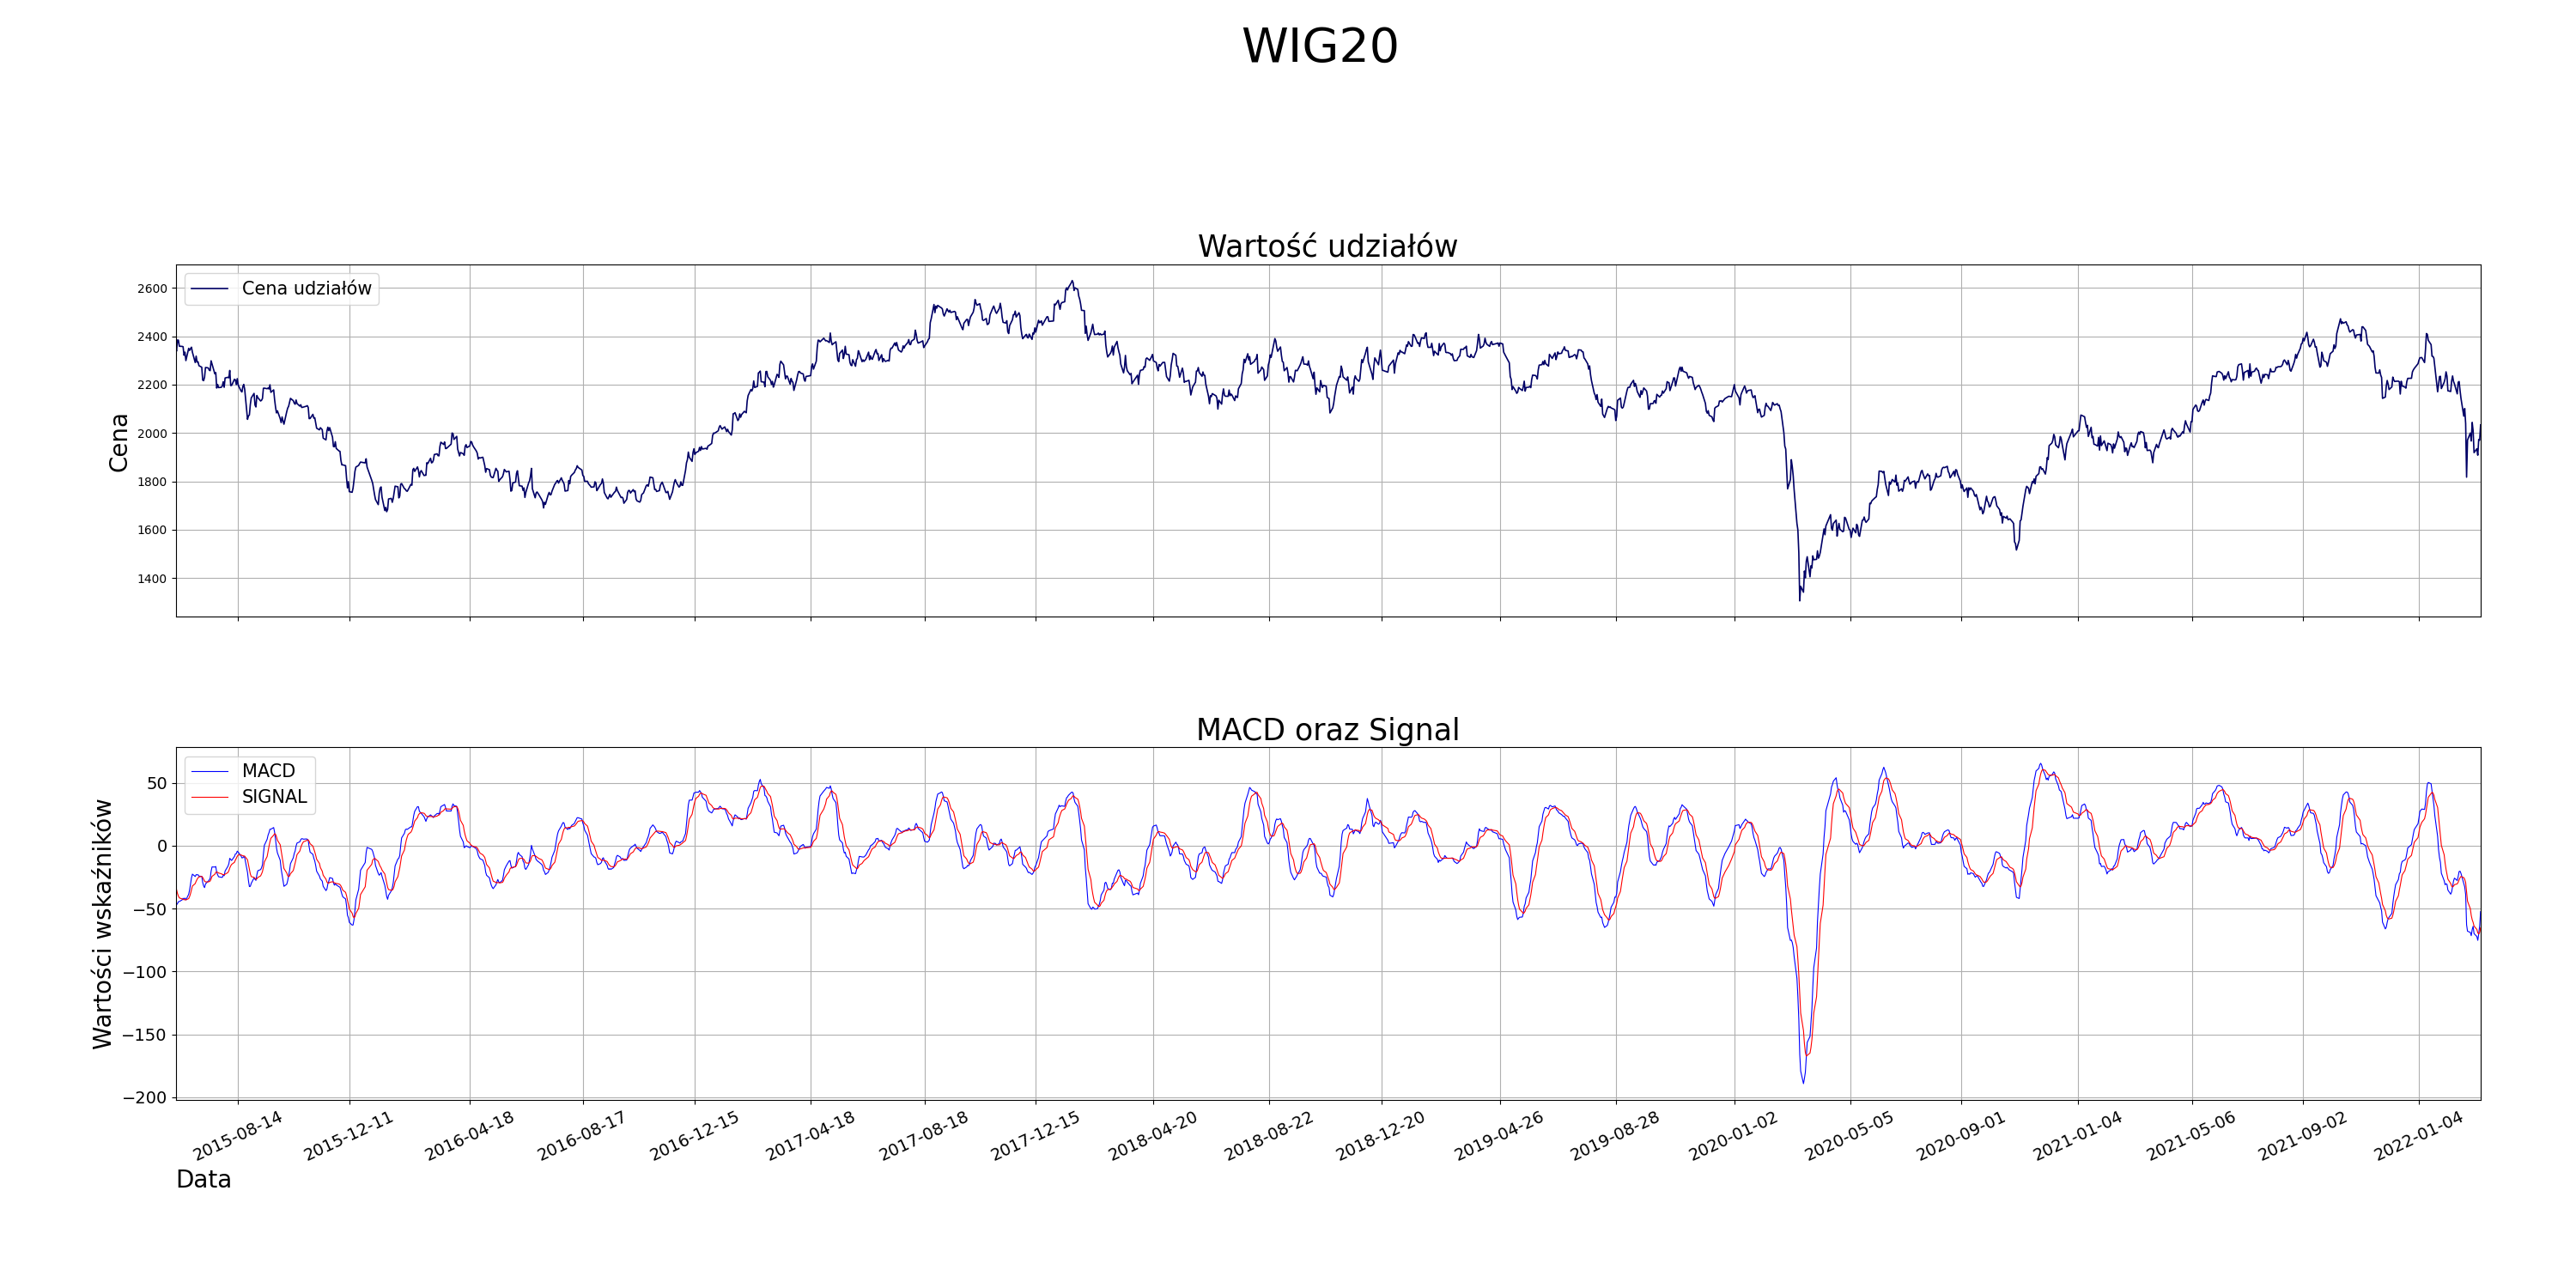 WIG20
Wartość udziałów
Cena udziałów
Cena
2600
2400
2200
2000
1800
1600
1400
MACD oraz Signal
MACD
SIGNAL
Wartości wskaźników
50
0
−50
−100
−150
−200
2015-08-14 2015-12-11 2016-04-18 2016-08-17 2016-12-15 2017-04-18 2017-08-18 2017-12-15 2018-04-20 2018-08-22 2018-12-20 2019-04-26 2019-08-28 2020-01-02 2020-05-05 2020-09-01 2021-01-04 2021-05-06 2021-09-02 2022-01-04
Data